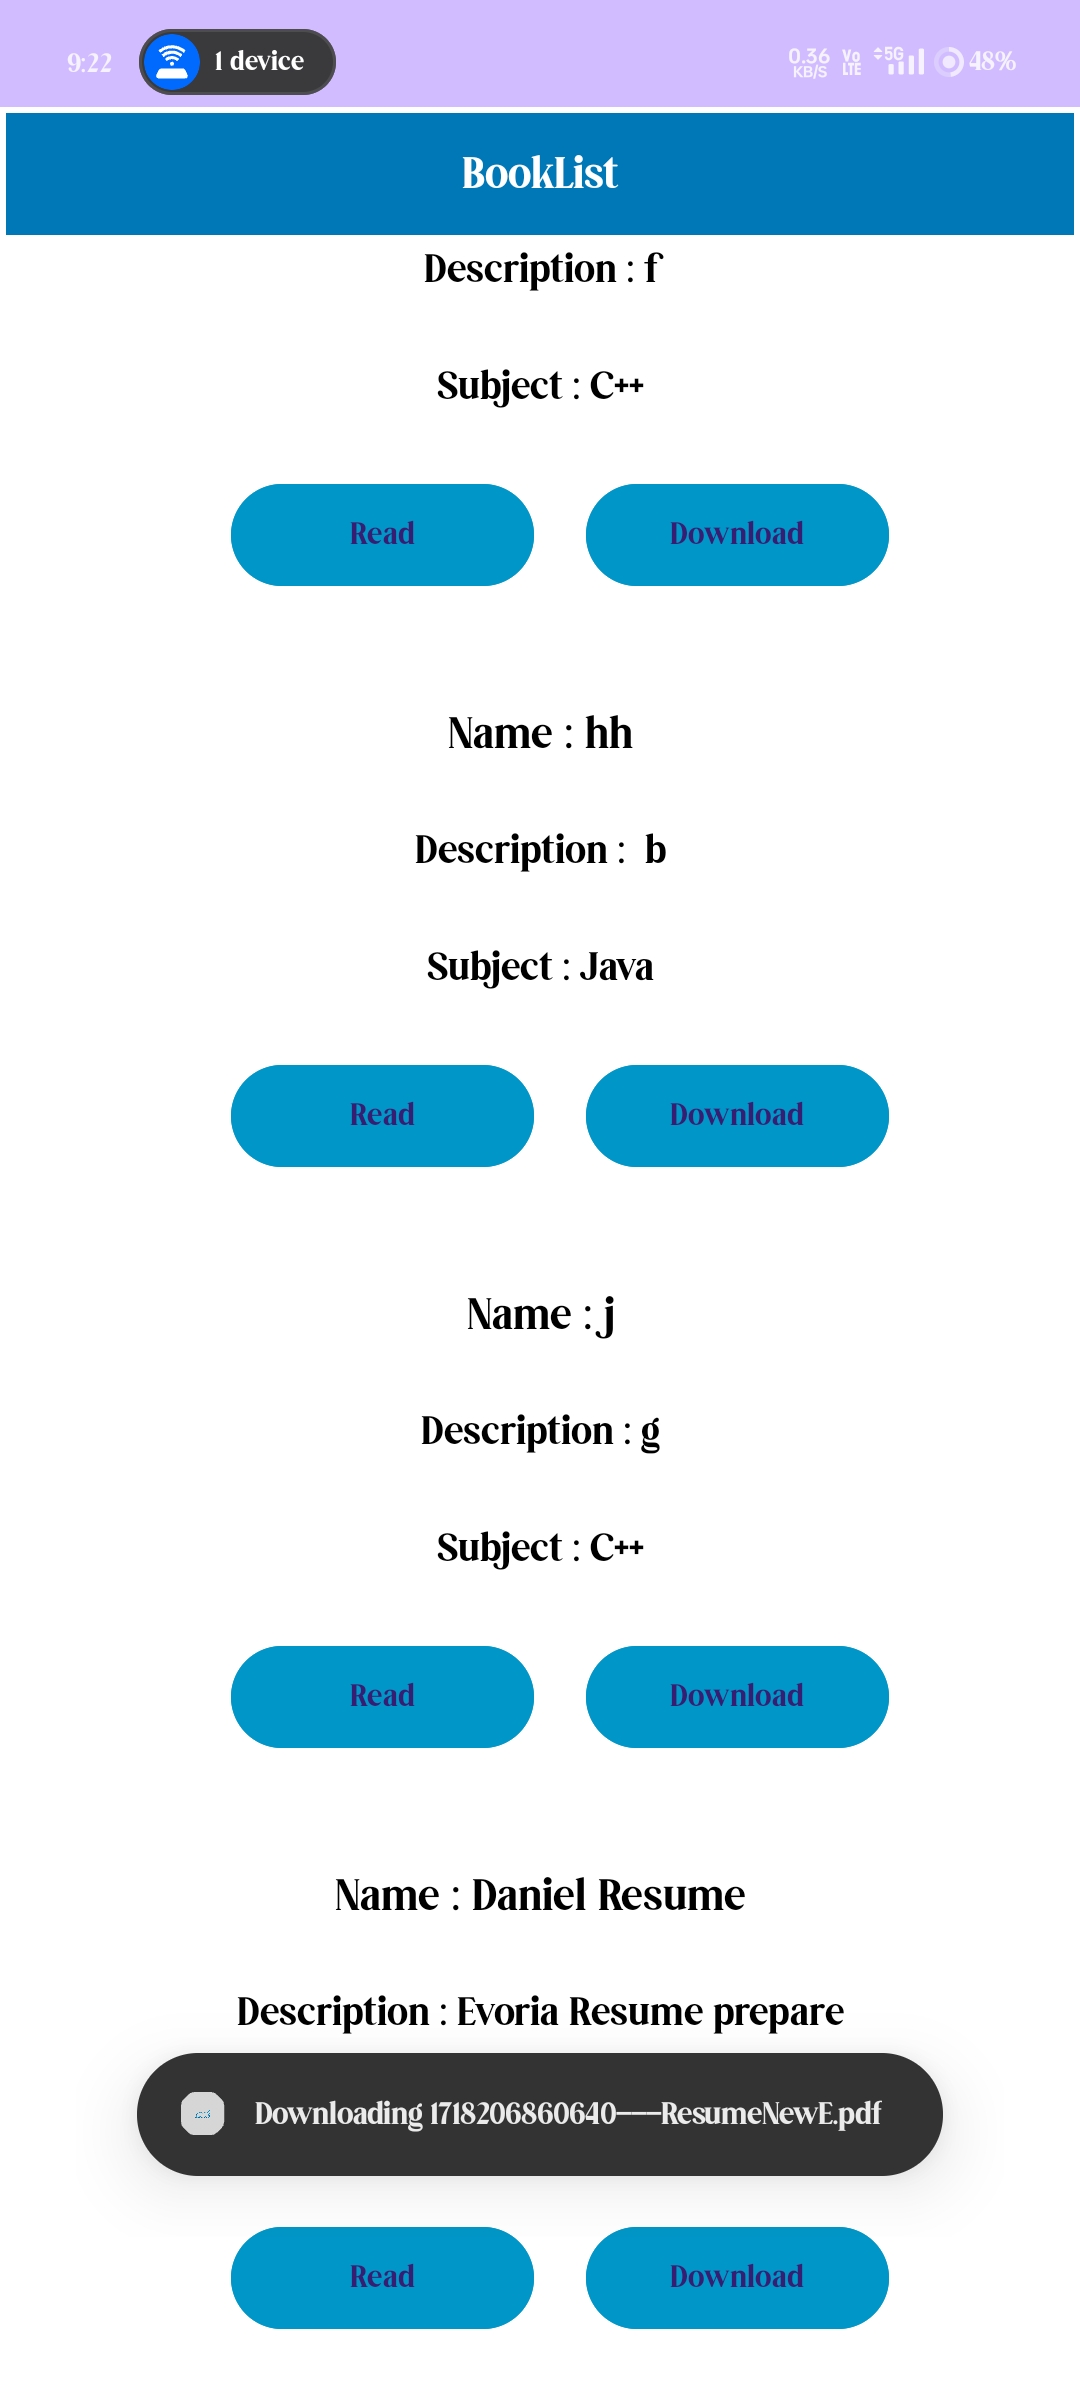 9:22 1 device 0.36 KB/S Vo LTE 5G 48%
BookList
Description : f
Subject : C++
Read Download
Name : hh
Description :  b
Subject : Java
Read Download
Name : j
Description : g
Subject : C++
Read Download
Name : Daniel Resume
Description : Evoria Resume prepare
Downloading 1718206860640---ResumeNewE.pdf
Read Download